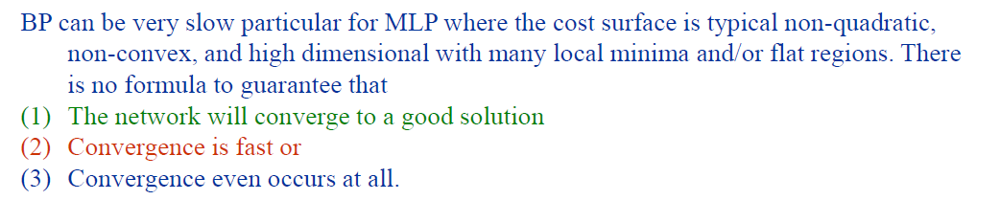 BP can be very slow particular for MLP where the cost surface is typical non-quadratic,
non-convex, and high dimensional with many local minima and/or flat regions. There
is no formula to guarantee that
(1) The network will converge to a good solution
(2) Convergence is fast or
(3) Convergence even occurs at all.